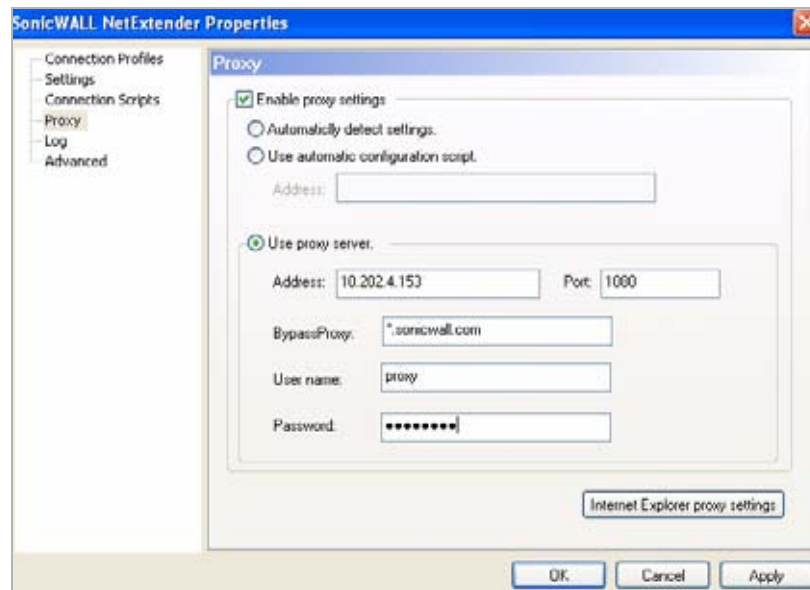 SonicWALL NetExtender Properties
Connection Profiles
Settings
Connection Scripts
Proxy
Log
Advanced
Proxy
Enable proxy settings
Automaticlly detect settings.
Use automatic configuration script.
Address:
Use proxy server.
Address: 10.202.4.153 Port: 1080
BypassProxy: *.sonicwall.com
User name: proxy
Password: ●●●●●●●●
Internet Explorer proxy settings
OK Cancel Apply